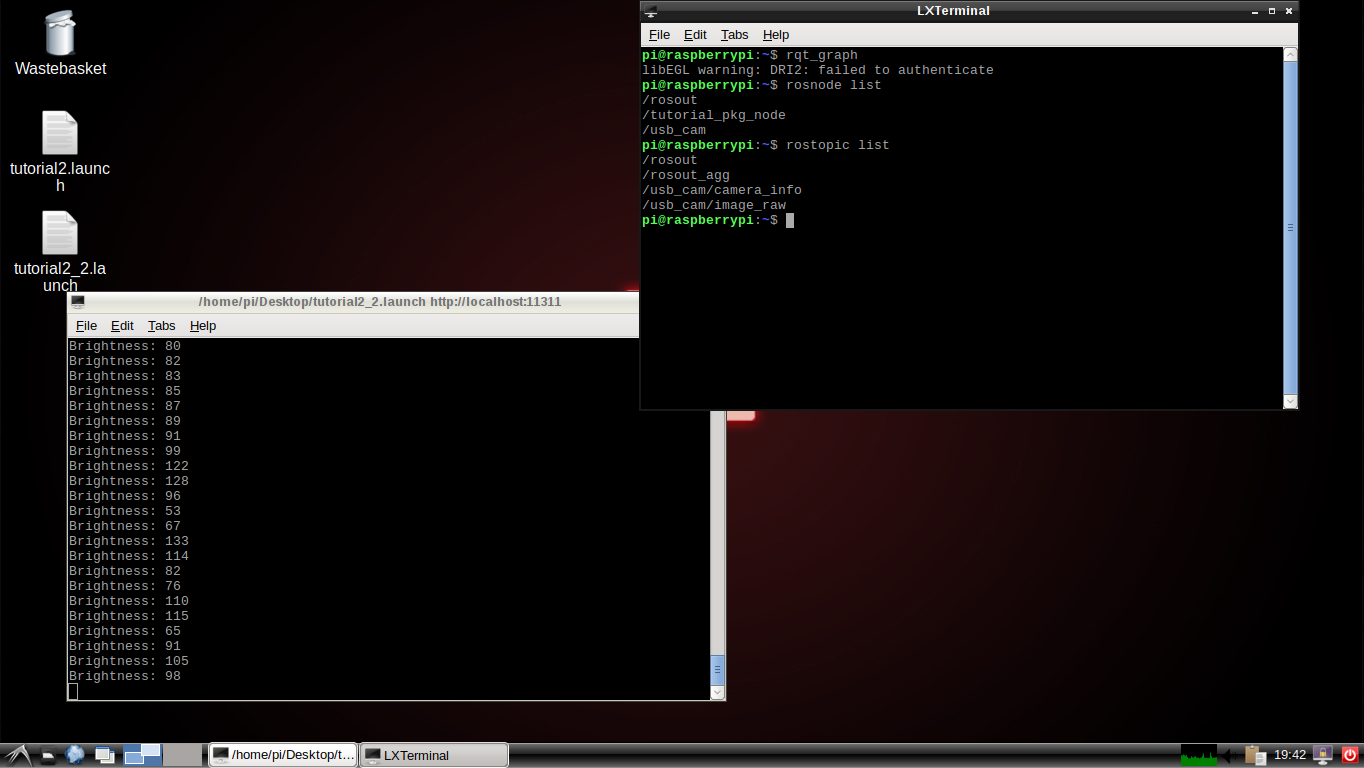 Wastebasket
tutorial2.launc
h
tutorial2_2.la
unch
LXTerminal
File Edit Tabs Help
pi@raspberrypi:~$ rqt_graph
libEGL warning: DRI2: failed to authenticate
pi@raspberrypi:~$ rosnode list
/rosout
/tutorial_pkg_node
/usb_cam
pi@raspberrypi:~$ rostopic list
/rosout
/rosout_agg
/usb_cam/camera_info
/usb_cam/image_raw
pi@raspberrypi:~$
/home/pi/Desktop/tutorial2_2.launch http://localhost:11311
File Edit Tabs Help
Brightness: 80
Brightness: 82
Brightness: 83
Brightness: 85
Brightness: 87
Brightness: 89
Brightness: 91
Brightness: 99
Brightness: 122
Brightness: 128
Brightness: 96
Brightness: 53
Brightness: 67
Brightness: 133
Brightness: 114
Brightness: 82
Brightness: 76
Brightness: 110
Brightness: 115
Brightness: 65
Brightness: 91
Brightness: 105
Brightness: 98
/home/pi/Desktop/t... LXTerminal 19:42